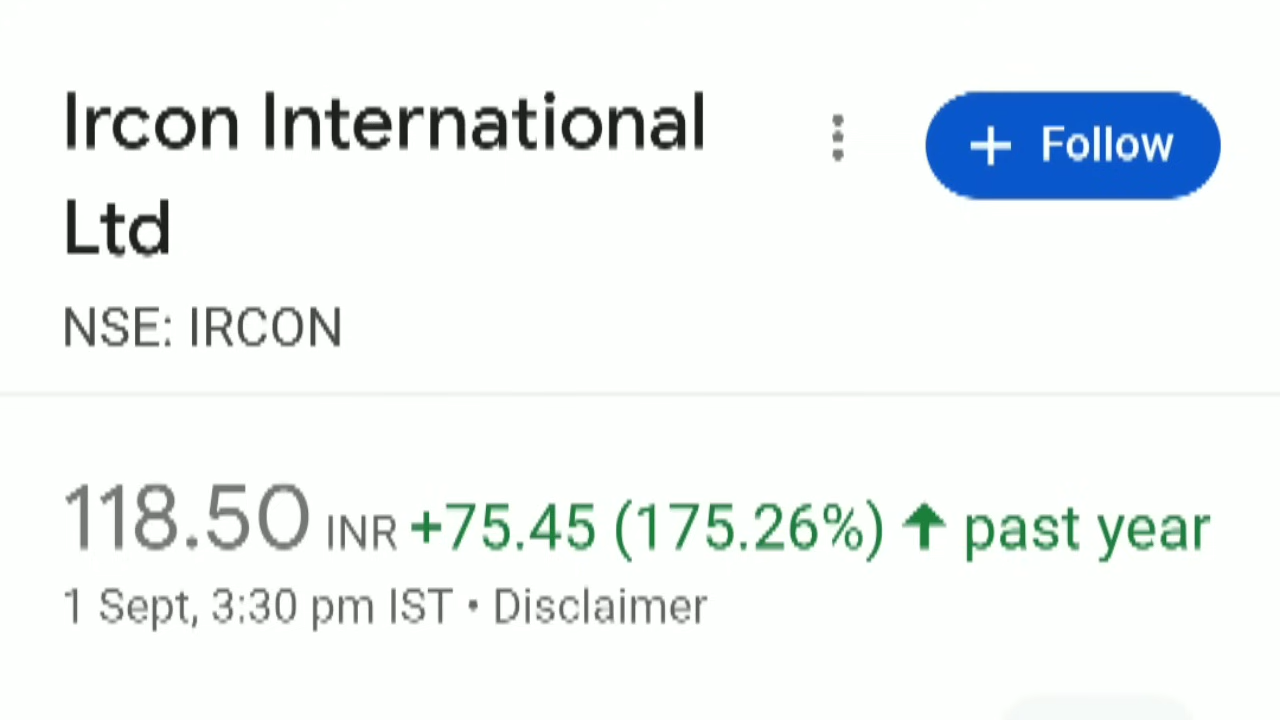 Ircon International
Ltd
+ Follow
NSE: IRCON
118.50 INR +75.45 (175.26%) ↑ past year
1 Sept, 3:30 pm IST • Disclaimer